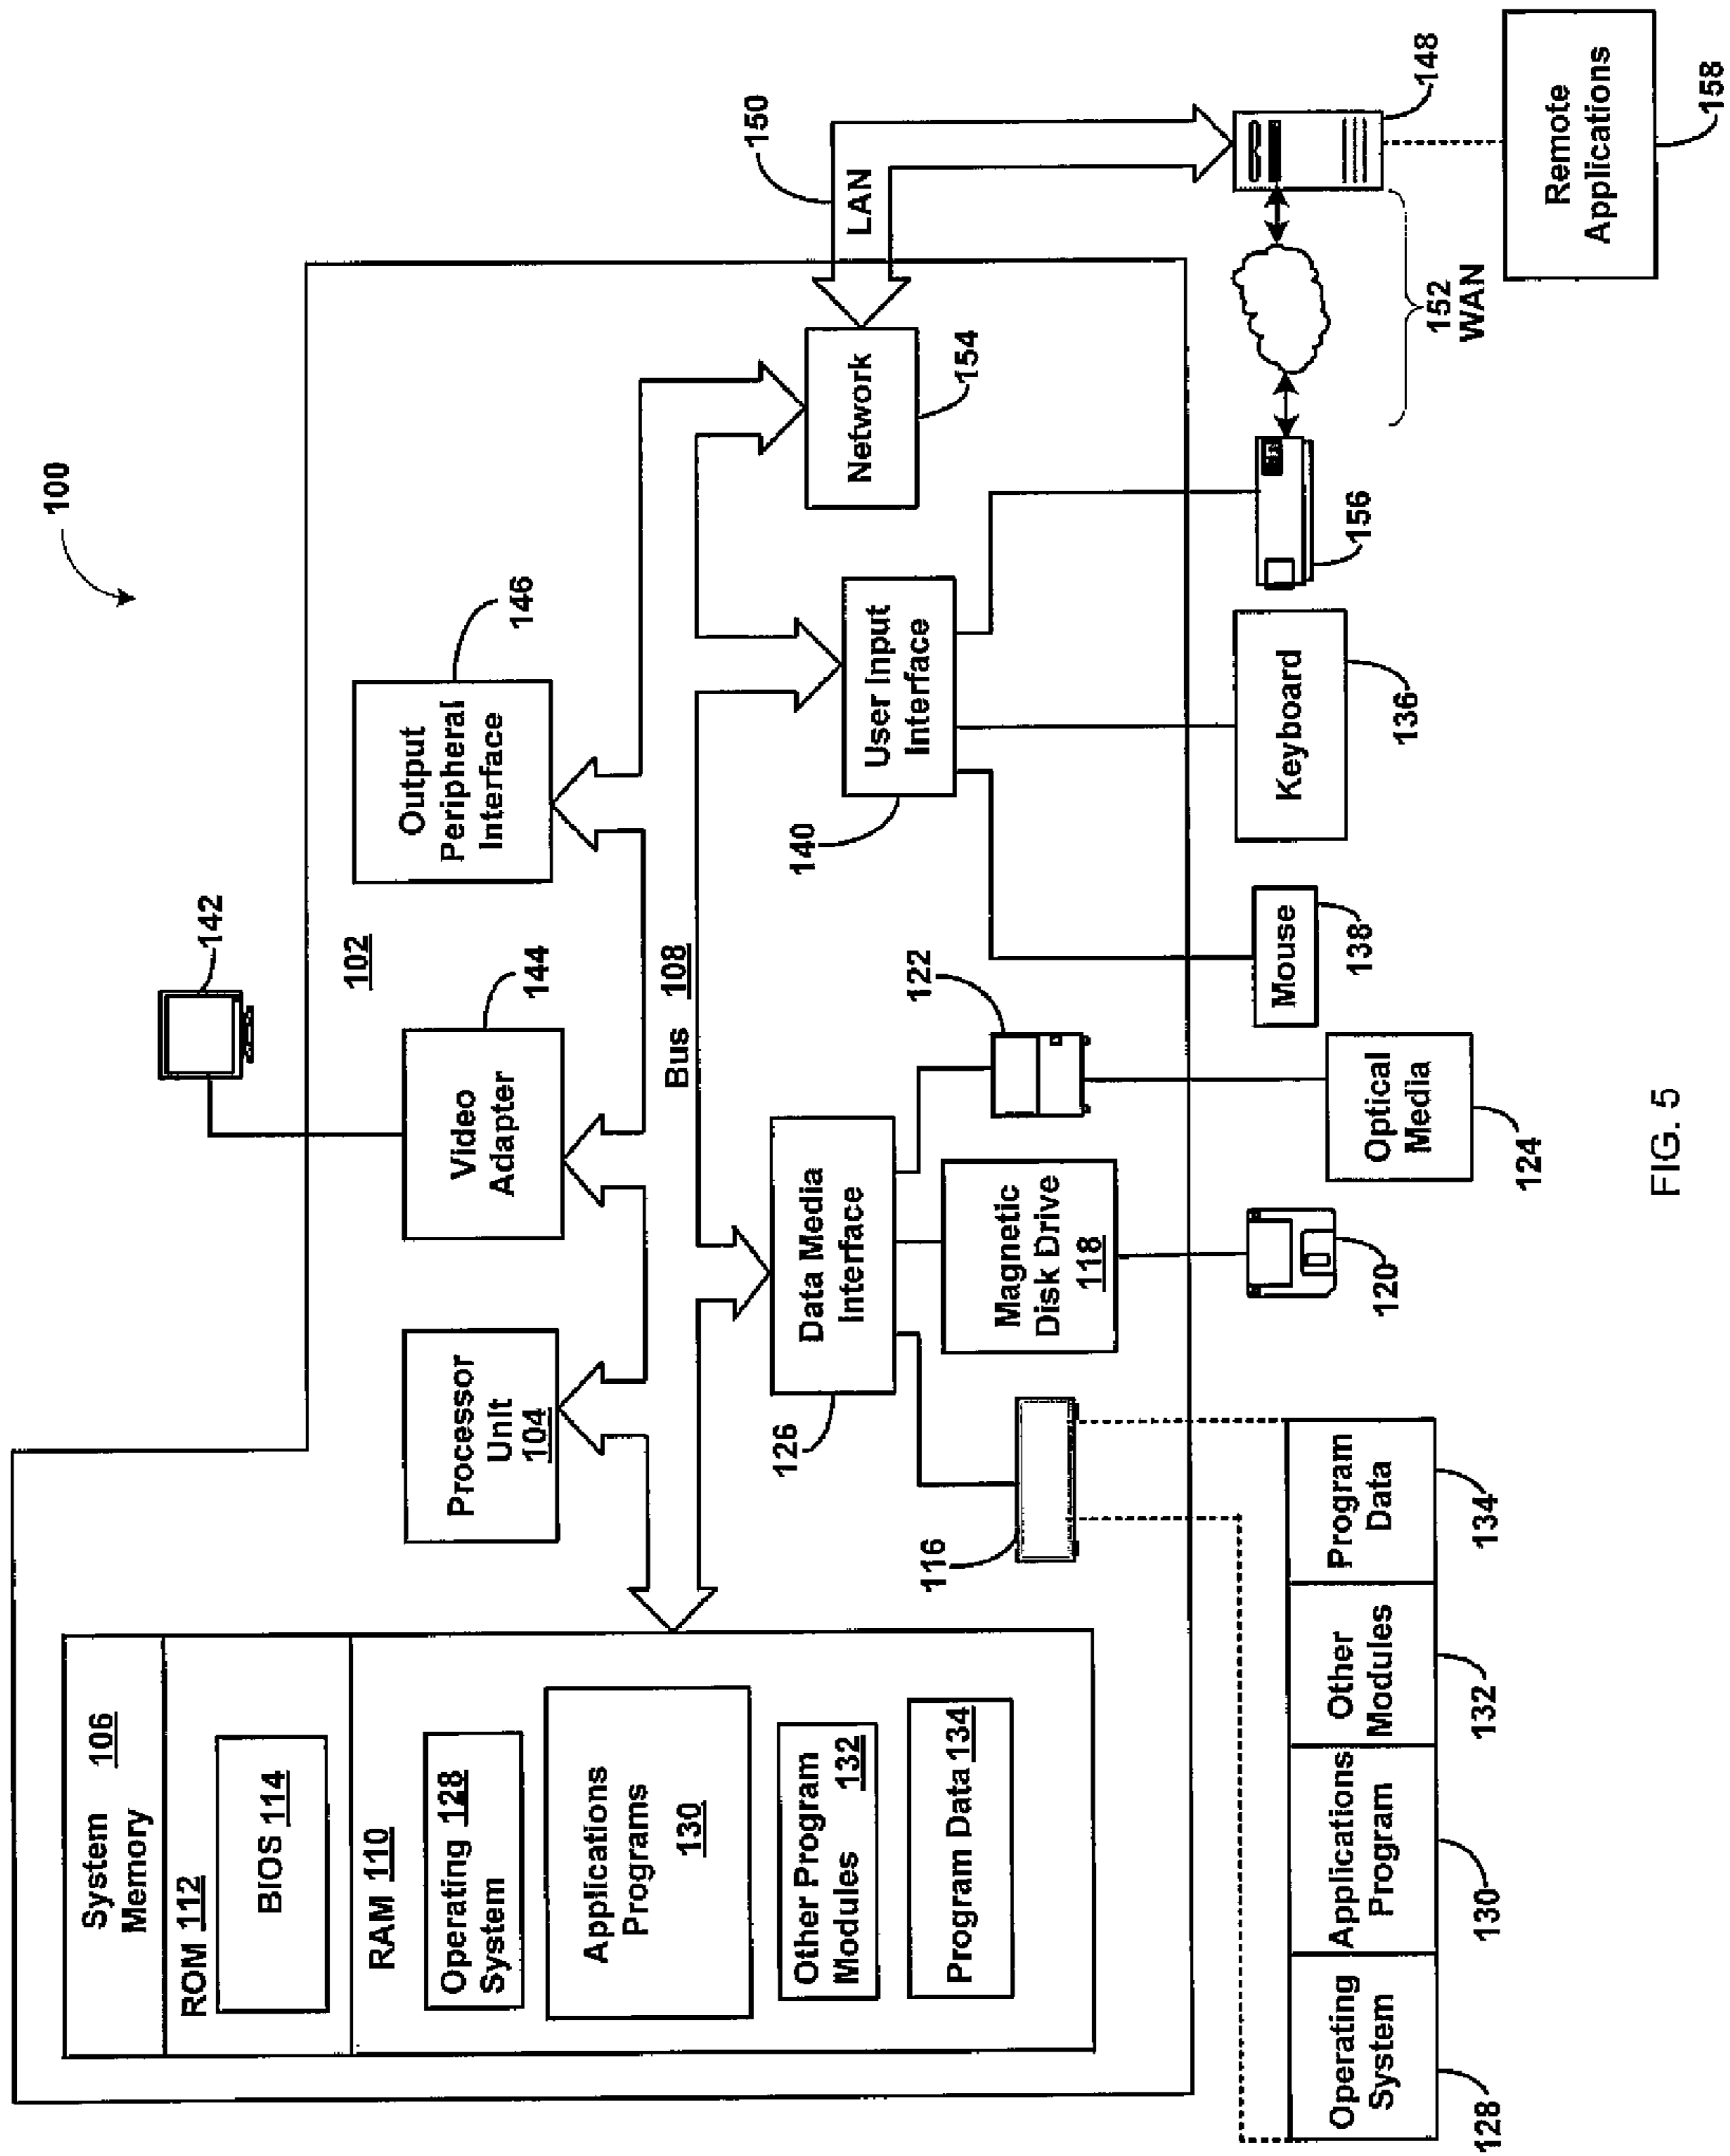 100
142
System
Memory
106
ROM 112
BIOS 114
RAM 110
Operating 128
System
Applications
Programs
130
Other Program
Modules 132
Program Data 134
Processor
Unit
104
Video
Adapter
144
102
Output
Peripheral
Interface
146
Bus 108
Data Media
Interface
126
User Input
Interface
140
Network
154
LAN
150
116
Magnetic
Disk Drive
118
122
120
Optical
Media
124
Mouse
138
Keyboard
136
156
152
WAN
148
Remote
Applications
158
Operating
System
128
Applications
Program
130
Other
Modules
132
Program
Data
134
FIG. 5